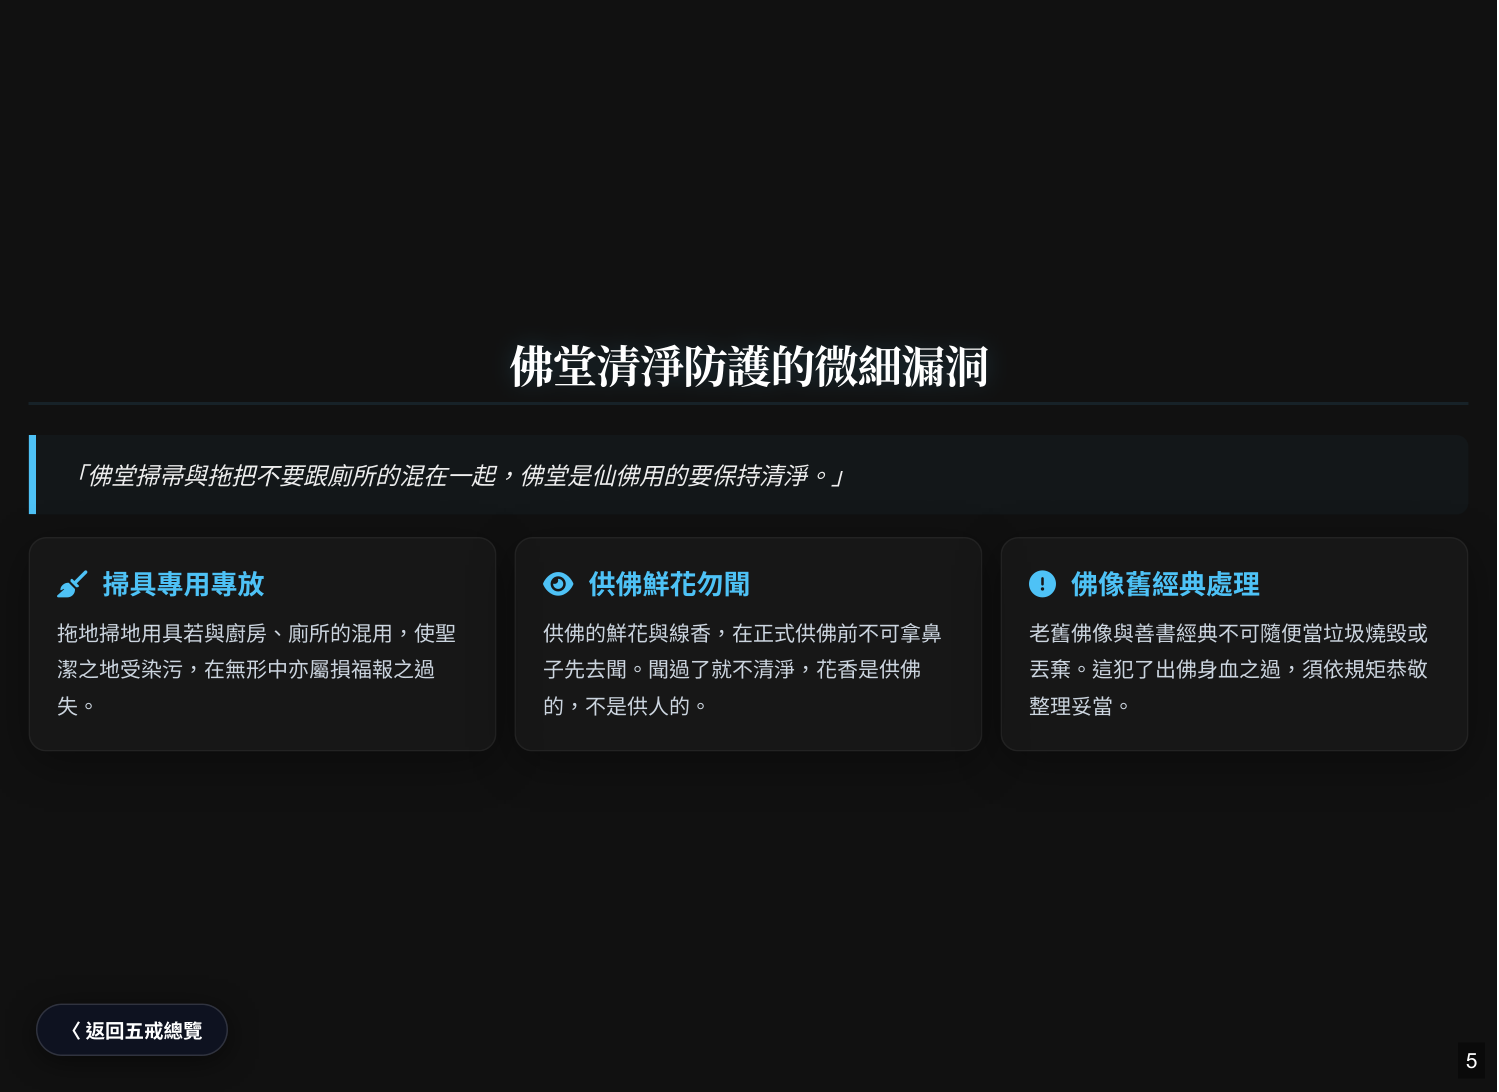 佛堂清淨防護的微細漏洞
「佛堂掃帚與拖把不要跟廁所的混在一起，佛堂是仙佛用的要保持清淨。」
掃具專用專放
拖地掃地用具若與廚房、廁所的混用，使聖
潔之地受染污，在無形中亦屬損福報之過
失。
供佛鮮花勿聞
供佛的鮮花與線香，在正式供佛前不可拿鼻
子先去聞。聞過了就不清淨，花香是供佛
的，不是供人的。
佛像舊經典處理
老舊佛像與善書經典不可隨便當垃圾燒毀或
丟棄。這犯了出佛身血之過，須依規矩恭敬
整理妥當。
〈 返回五戒總覽
5